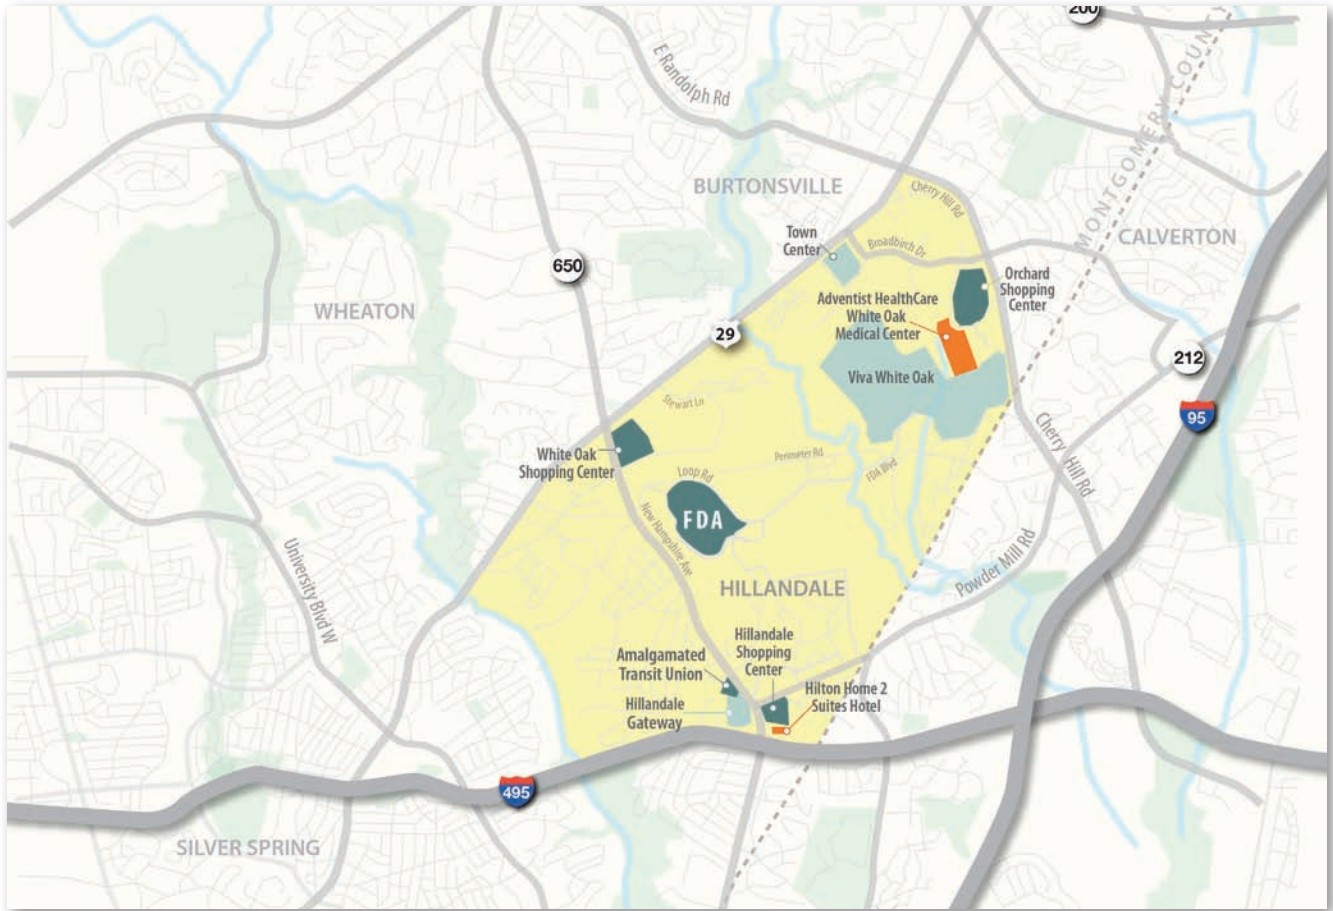 200
E Randolph Rd
MONTGOMERY COUNTY
BURTONSVILLE
Cherry Hill Rd
Town
Center
Broadbirch Dr
CALVERTON
650
Orchard
Shopping
Center
Adventist HealthCare
White Oak
Medical Center
WHEATON
29
212
Viva White Oak
95
Stewart Ln
Cherry Hill Rd
White Oak
Shopping Center
Perimeter Rd
Loop Rd
FDA Blvd
FDA
New Hampshire Ave
University Blvd W
Powder Mill Rd
HILLANDALE
Hillandale
Shopping
Center
Amalgamated
Transit Union
Hilton Home 2
Suites Hotel
Hillandale
Gateway
495
SILVER SPRING